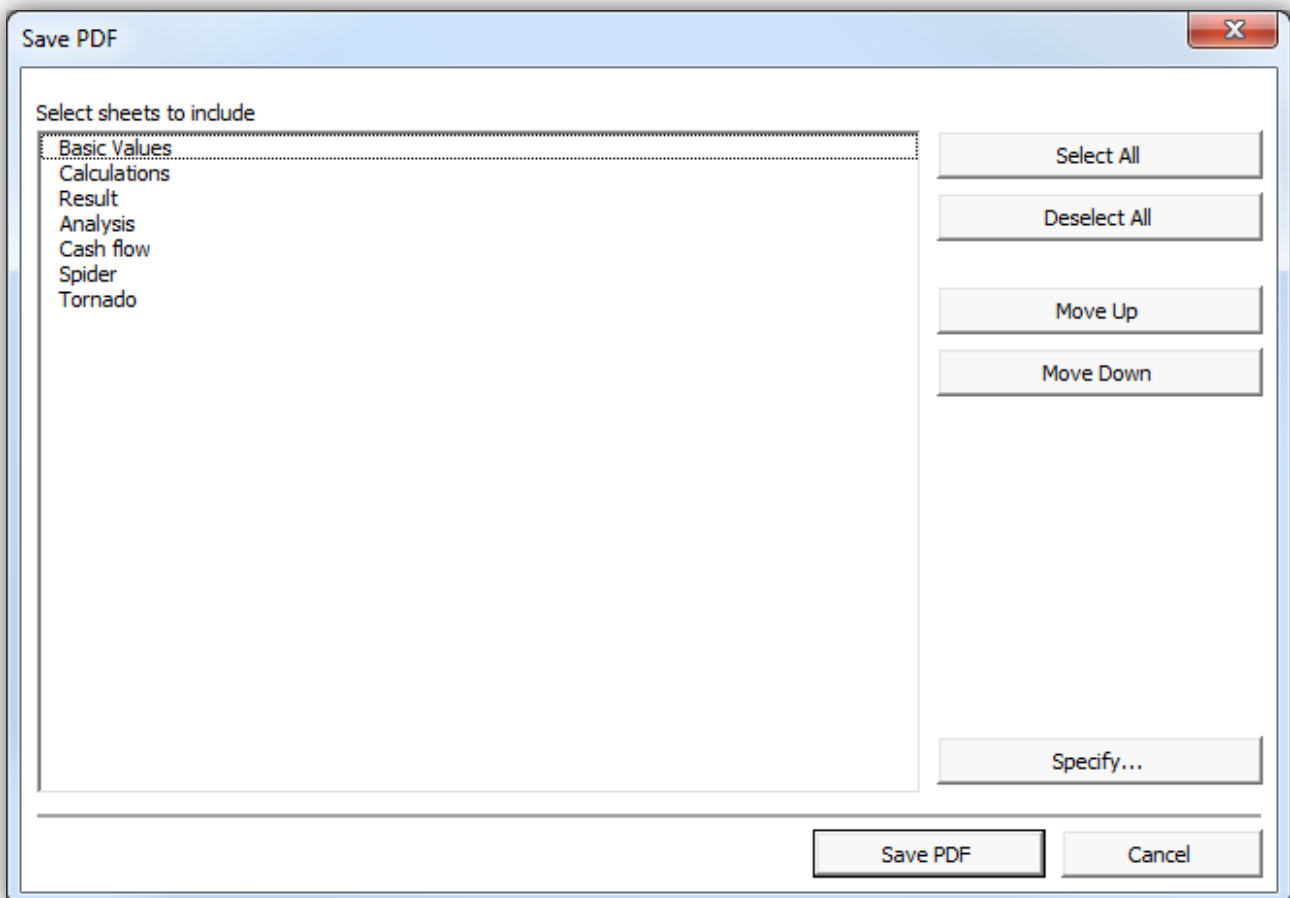 Save PDF
Select sheets to include
Basic Values
Calculations
Result
Analysis
Cash flow
Spider
Tornado
Select All
Deselect All
Move Up
Move Down
Specify...
Save PDF
Cancel